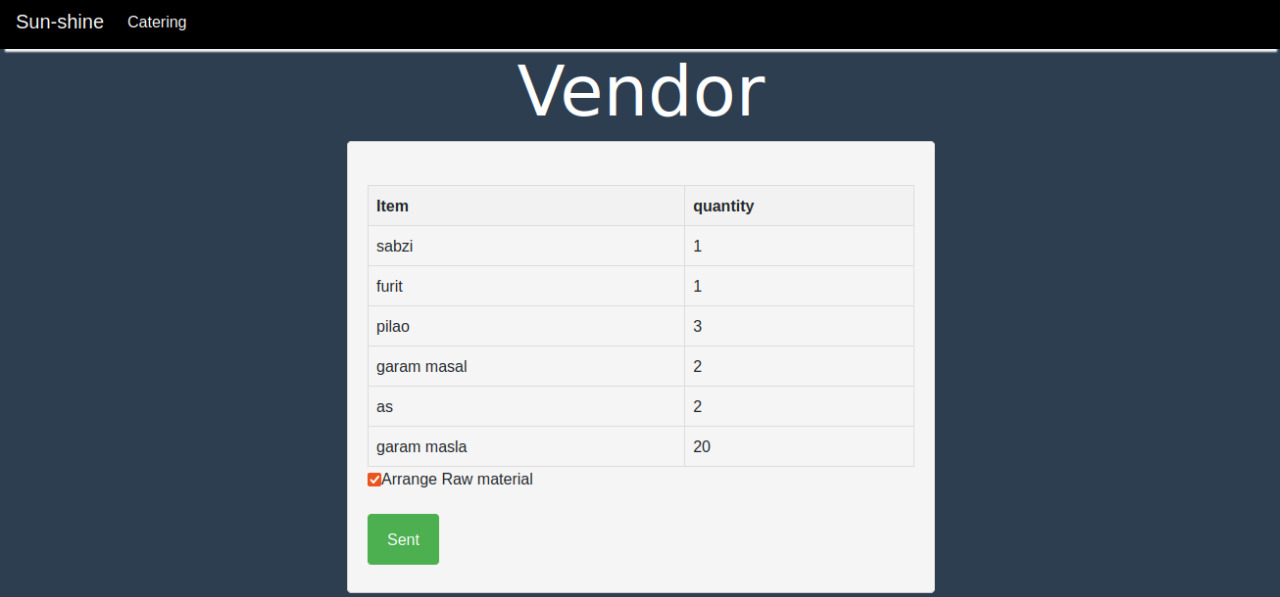 Sun-shine Catering
Vendor
Item quantity
sabzi 1
furit 1
pilao 3
garam masal 2
as 2
garam masla 20
Arrange Raw material
Sent